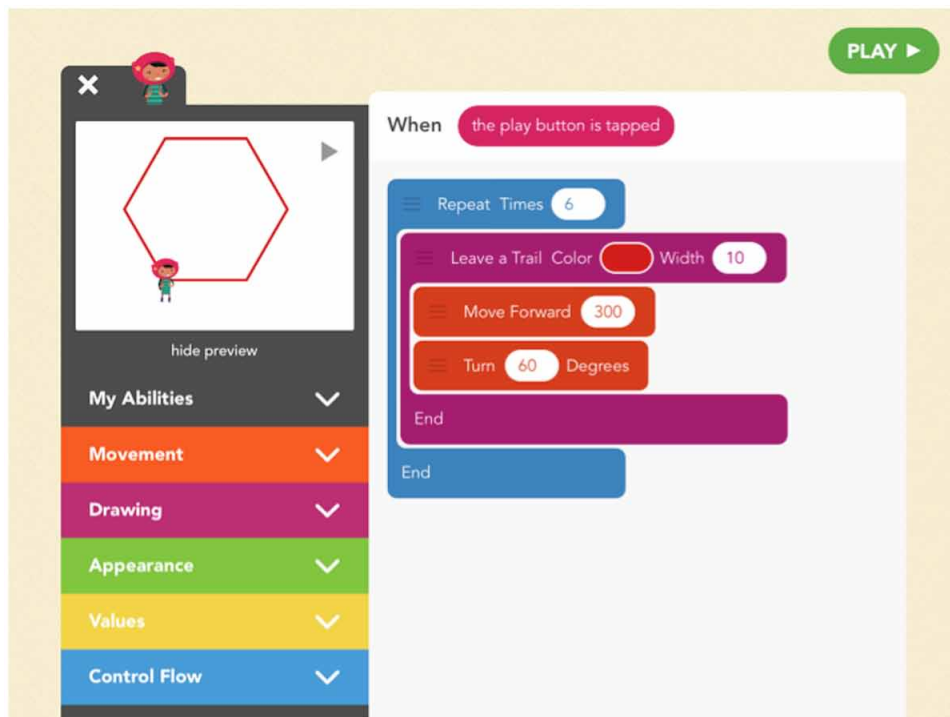 PLAY
When the play button is tapped
Repeat Times 6
Leave a Trail Color Width 10
Move Forward 300
Turn 60 Degrees
End
End
hide preview
My Abilities
Movement
Drawing
Appearance
Values
Control Flow